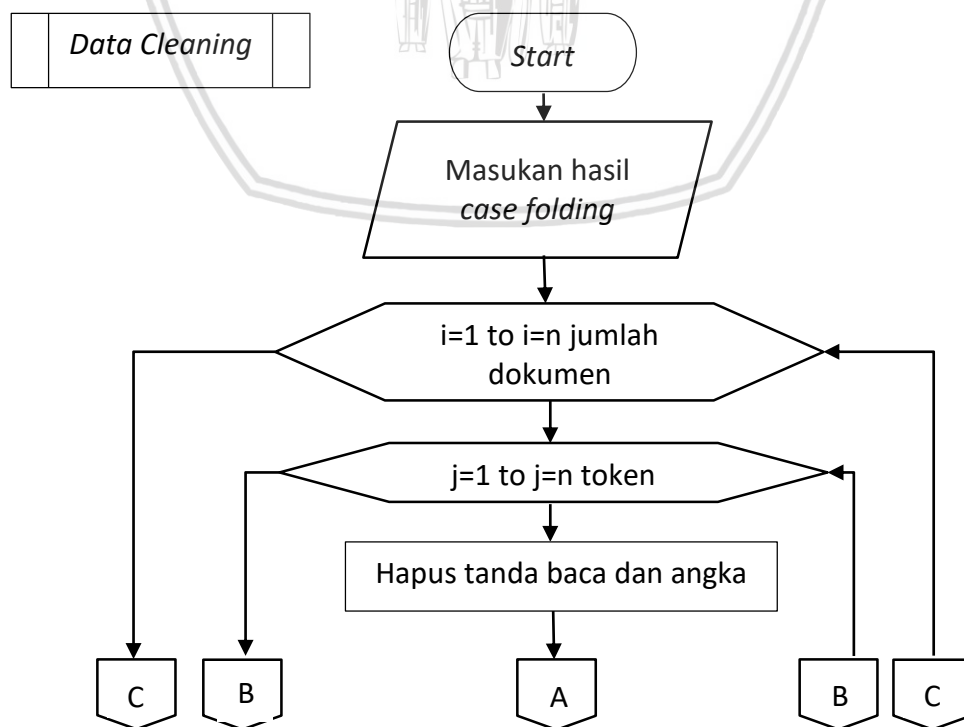 Data Cleaning
Start
Masukan hasil
case folding
i=1 to i=n jumlah
dokumen
j=1 to j=n token
Hapus tanda baca dan angka
C
B
A
B
C